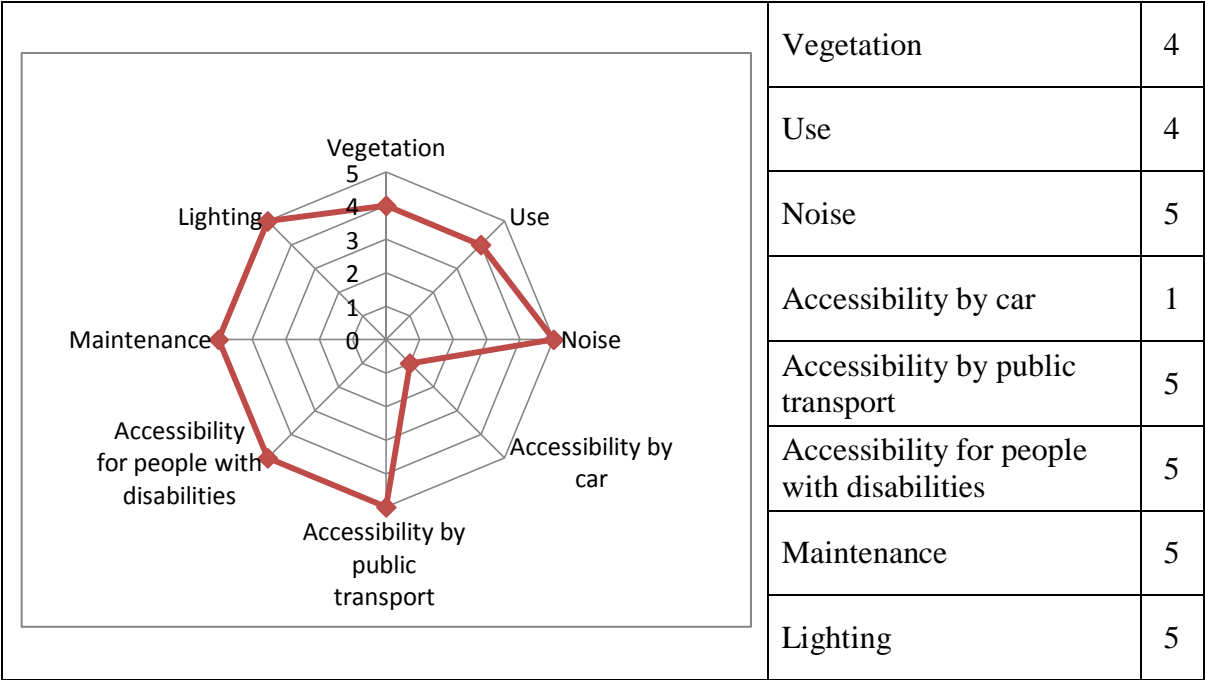 Vegetation
5
4
3
2
1
0
Use
Noise
Accessibility by
car
Accessibility by
public
transport
Accessibility
for people with
disabilities
Maintenance
Lighting
Vegetation 4
Use 4
Noise 5
Accessibility by car 1
Accessibility by public
transport 5
Accessibility for people
with disabilities 5
Maintenance 5
Lighting 5